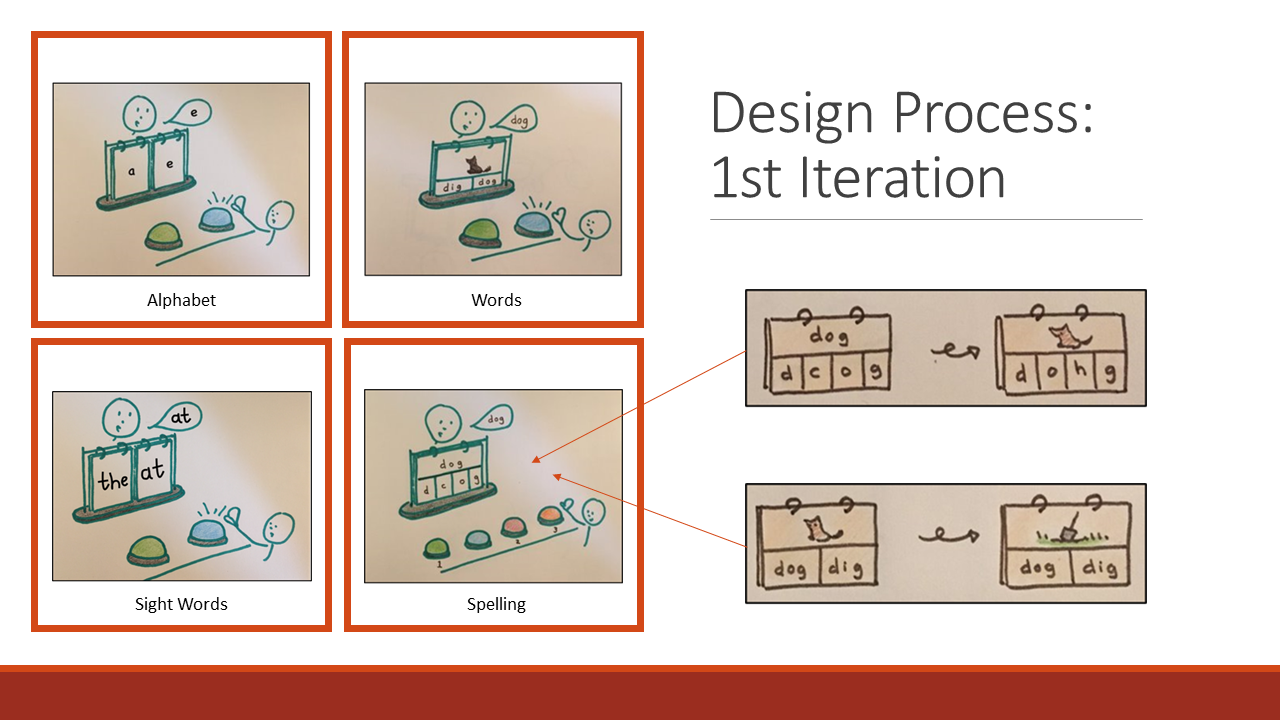 Design Process:
1st Iteration
e
a e
Alphabet
dog
dig dog
Words
at
the at
Sight Words
dog
dog
d c o g
1 2 3
Spelling
dog
d c o g
d o h g
dog dig
dog dig